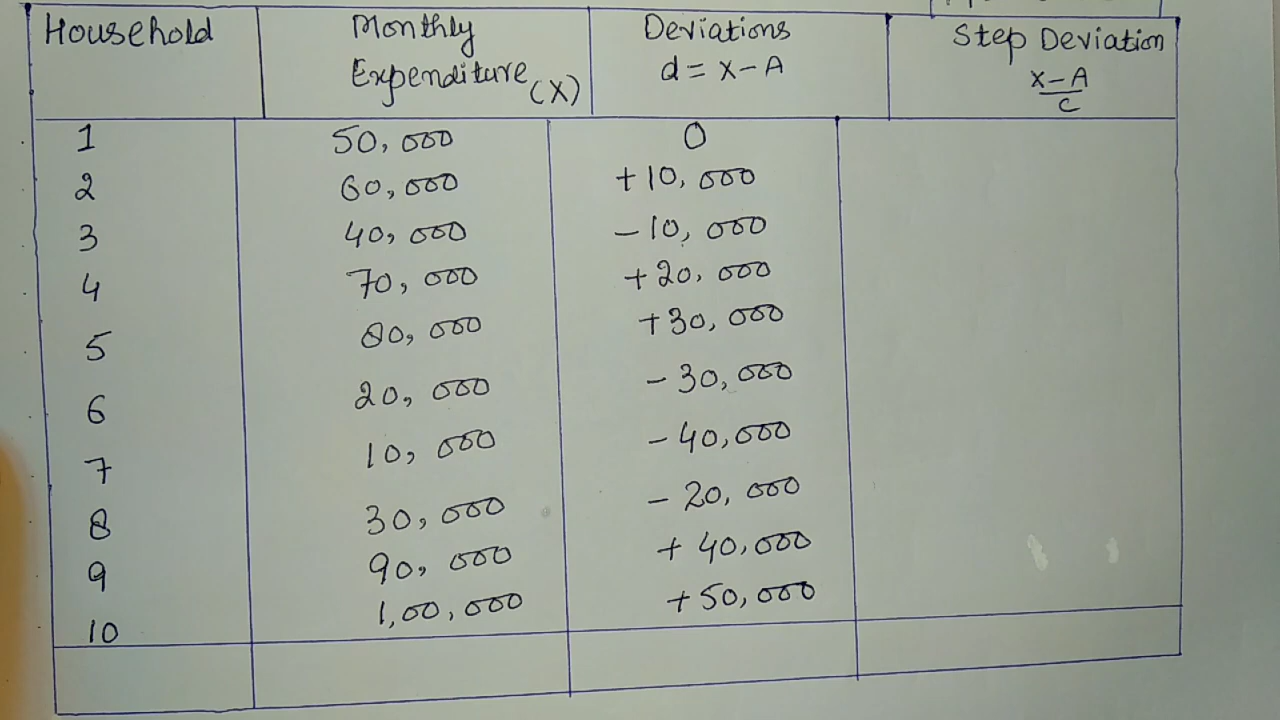 Household Monthly Expenditure (X) Deviations d = X - A Step Deviation X - A / C
1 50,000 0
2 60,000 +10,000
3 40,000 -10,000
4 70,000 +20,000
5 80,000 +30,000
6 20,000 -30,000
7 10,000 -40,000
8 30,000 -20,000
9 90,000 +40,000
10 1,00,000 +50,000